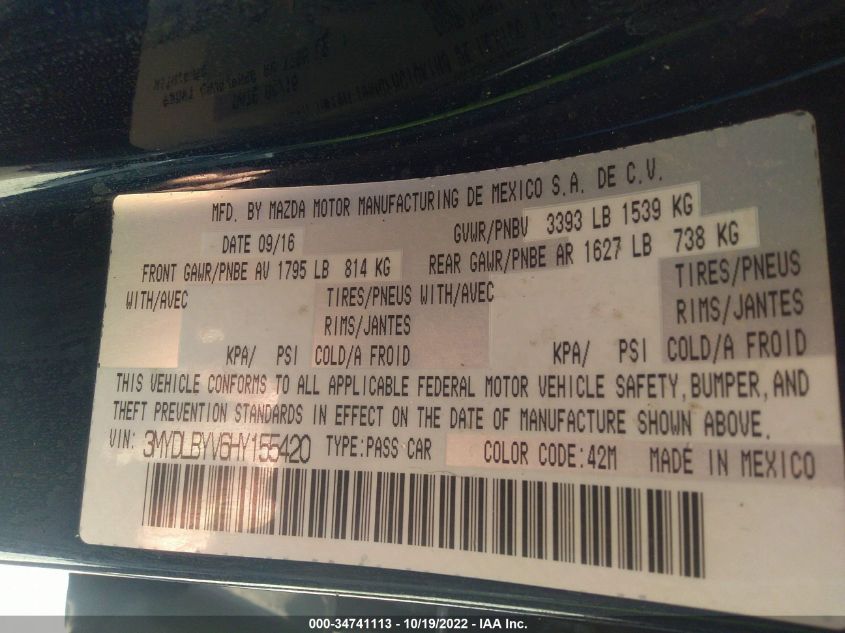 MFD. BY MAZDA MOTOR MANUFACTURING DE MEXICO S.A. DE C.V.
DATE 09/16 GVWR/PNBV 3393 LB 1539 KG
FRONT GAWR/PNBE AV 1795 LB 814 KG REAR GAWR/PNBE AR 1627 LB 738 KG
WITH/AVEC TIRES/PNEUS WITH/AVEC TIRES/PNEUS
RIMS/JANTES RIMS/JANTES
KPA/ PSI COLD/A FROID KPA/ PSI COLD/A FROID
THIS VEHICLE CONFORMS TO ALL APPLICABLE FEDERAL MOTOR VEHICLE SAFETY, BUMPER, AND
THEFT PREVENTION STANDARDS IN EFFECT ON THE DATE OF MANUFACTURE SHOWN ABOVE.
VIN: 3MYDLBYV6HY155420 TYPE:PASS CAR COLOR CODE:42M MADE IN MEXICO
000-34741113 - 10/19/2022 - IAA Inc.